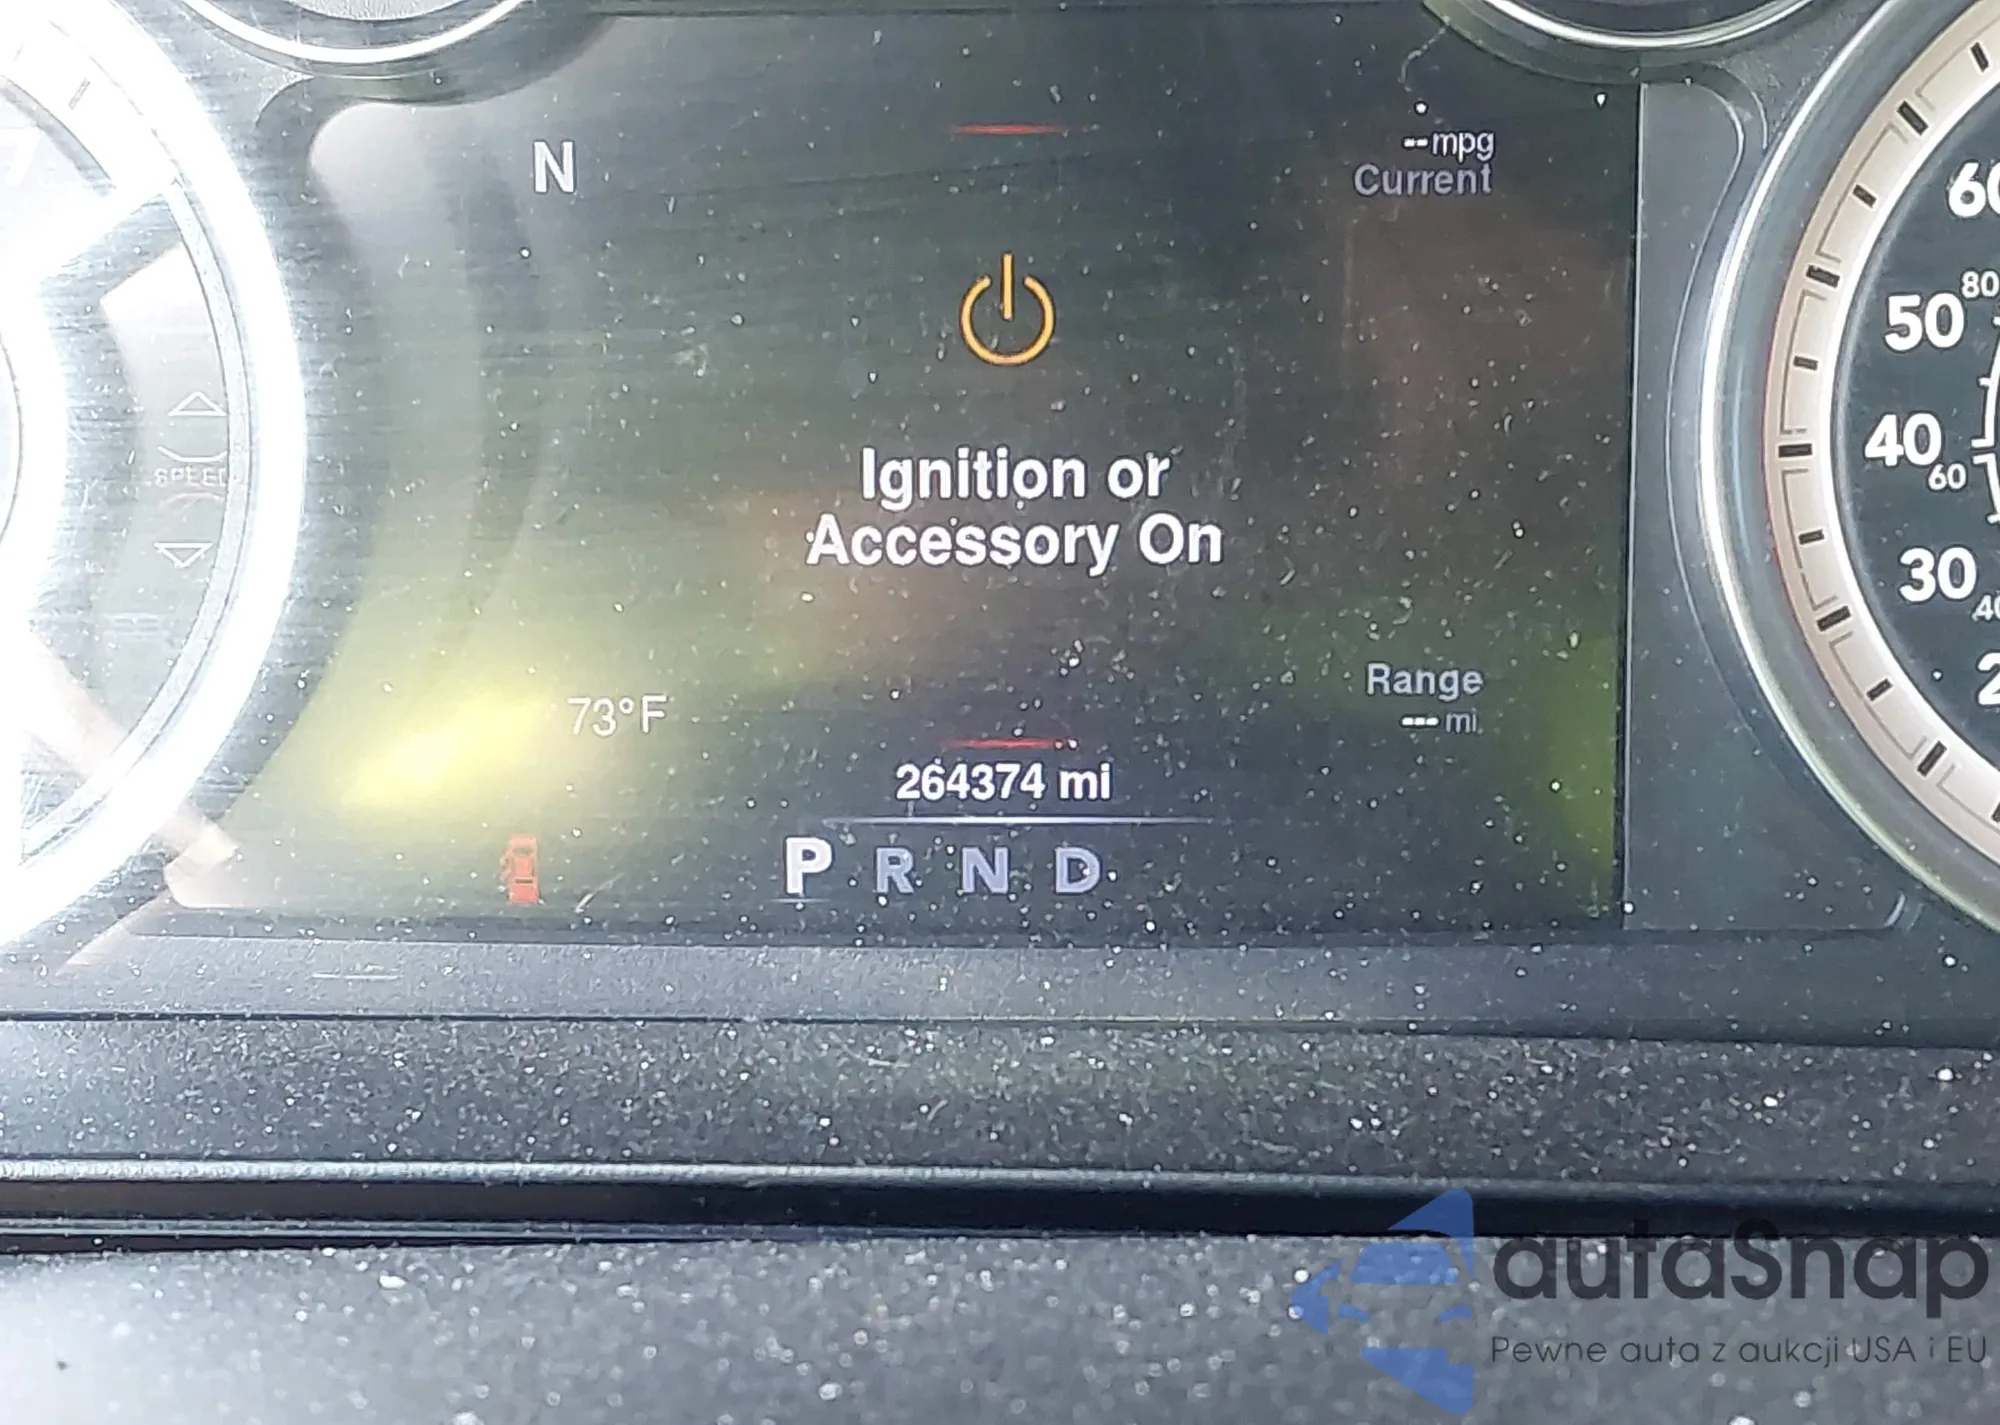 N
--mpg
Current
Ignition or
Accessory On
SPEED
73°F
Range
--- mi
264374 mi
P R N D
80
50
40
60
30
autaSnap
Pewne auta z aukcji USA i EU